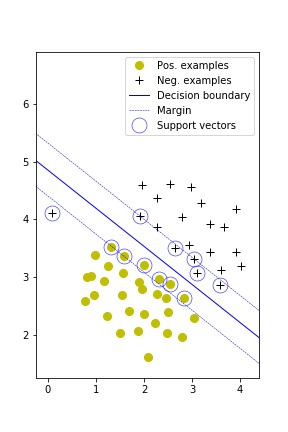 Pos. examples
Neg. examples
Decision boundary
Margin
Support vectors
6
5
4
3
2
0 1 2 3 4